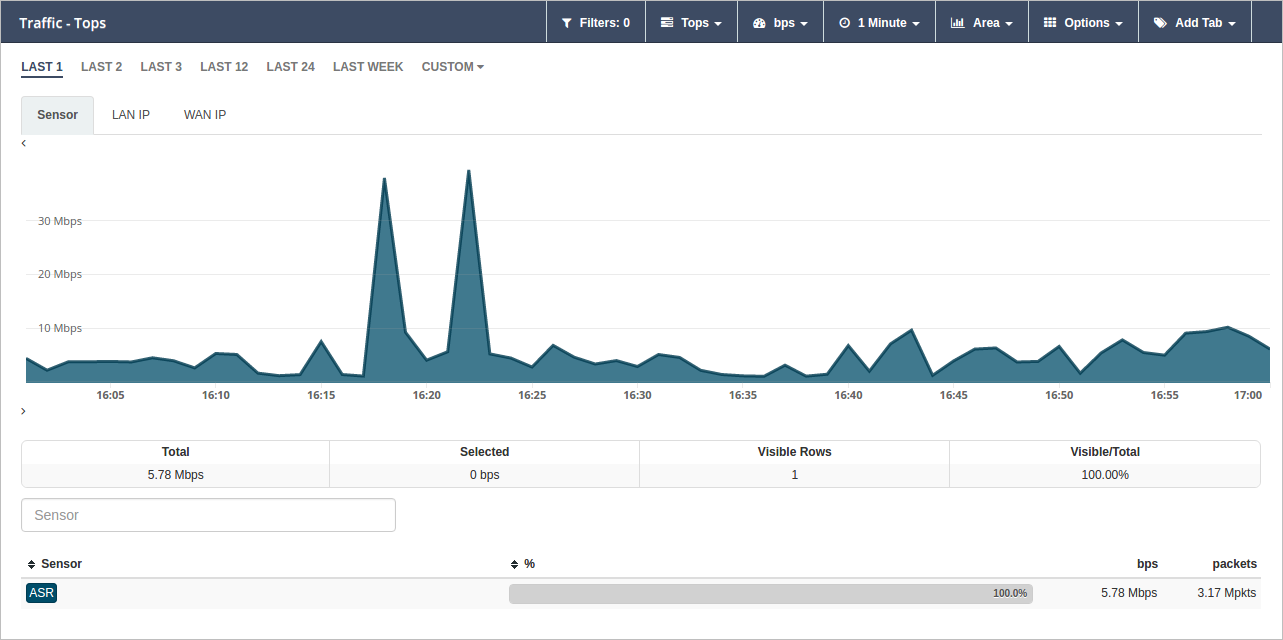 Traffic - Tops Filters: 0 Tops bps 1 Minute Area Options Add Tab
LAST 1 LAST 2 LAST 3 LAST 12 LAST 24 LAST WEEK CUSTOM
Sensor LAN IP WAN IP
30 Mbps
20 Mbps
10 Mbps
16:05 16:10 16:15 16:20 16:25 16:30 16:35 16:40 16:45 16:50 16:55 17:00
Total Selected Visible Rows Visible/Total
5.78 Mbps 0 bps 1 100.00%
Sensor
Sensor % bps packets
ASR 100.0% 5.78 Mbps 3.17 Mpkts